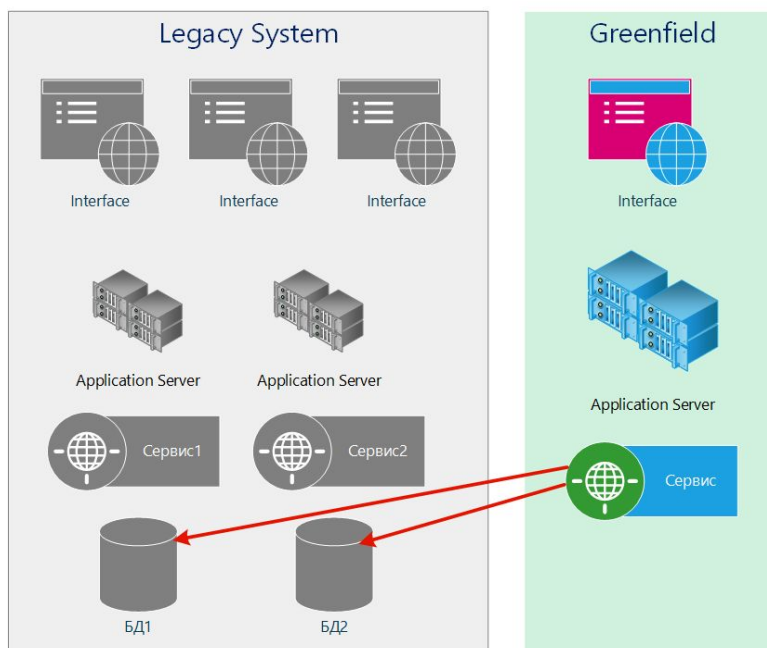 Legacy System
Greenfield
Interface
Interface
Interface
Interface
Application Server
Application Server
Application Server
Сервис1
Сервис2
Сервис
БД1
БД2